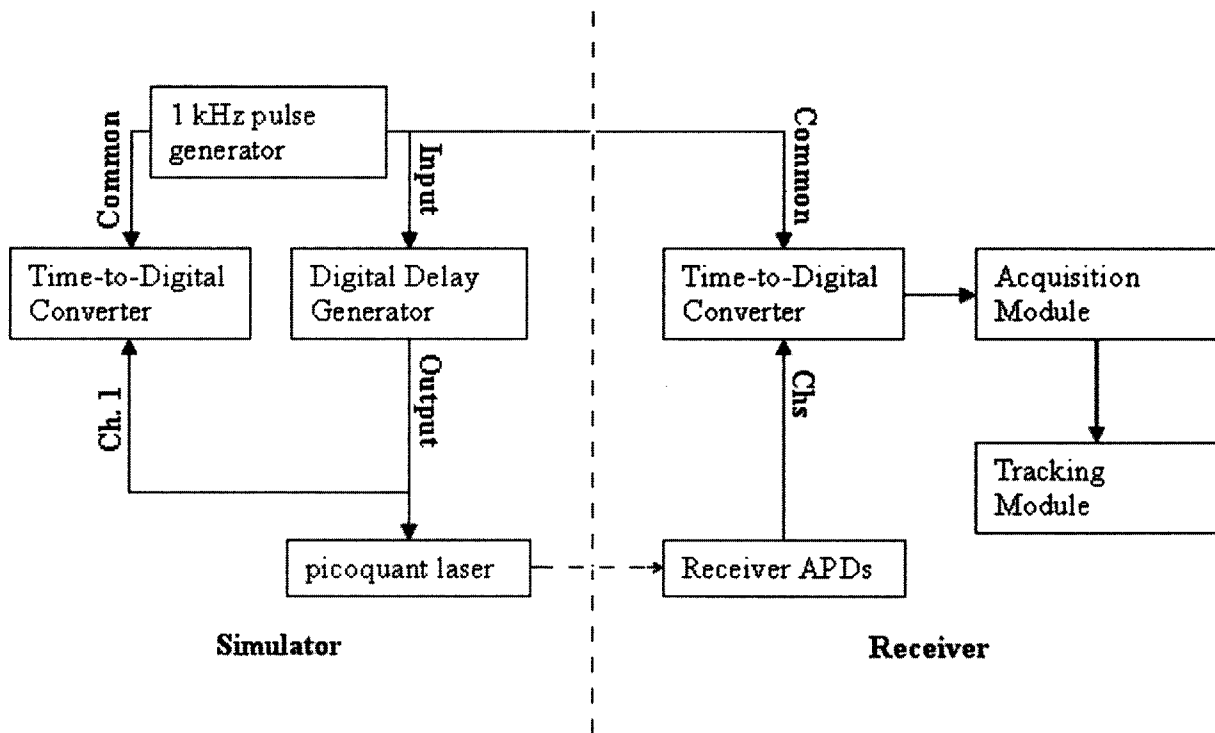 1 kHz pulse
generator
Common
Input
Common
Time-to-Digital
Converter
Digital Delay
Generator
Time-to-Digital
Converter
Acquisition
Module
Ch. 1
Output
Chs
Tracking
Module
picoquant laser
Receiver APDs
Simulator
Receiver